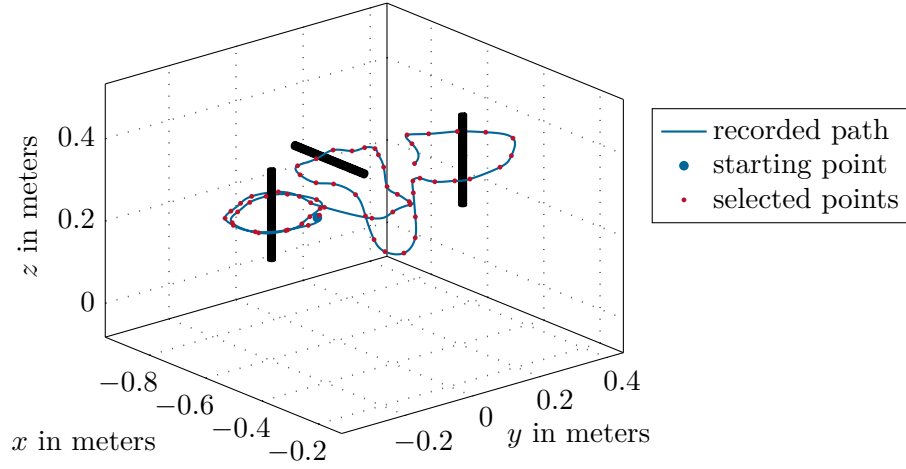 0.4
0.2
0
z in meters
−0.8
−0.6
−0.4
−0.2
x in meters
−0.2
0
0.2
0.4
y in meters
recorded path
starting point
selected points